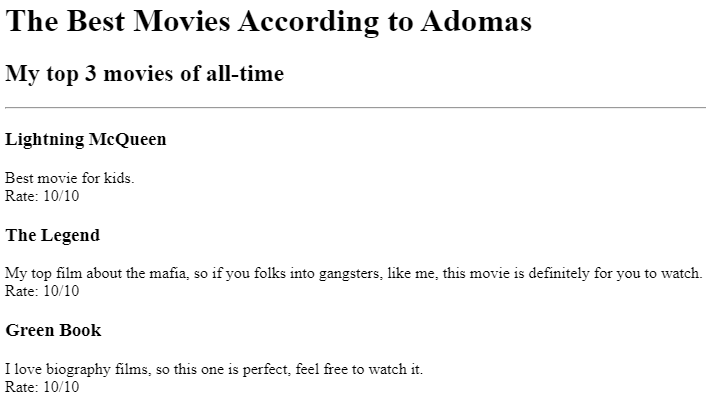 The Best Movies According to Adomas
My top 3 movies of all-time
Lightning McQueen
Best movie for kids.
Rate: 10/10
The Legend
My top film about the mafia, so if you folks into gangsters, like me, this movie is definitely for you to watch.
Rate: 10/10
Green Book
I love biography films, so this one is perfect, feel free to watch it.
Rate: 10/10